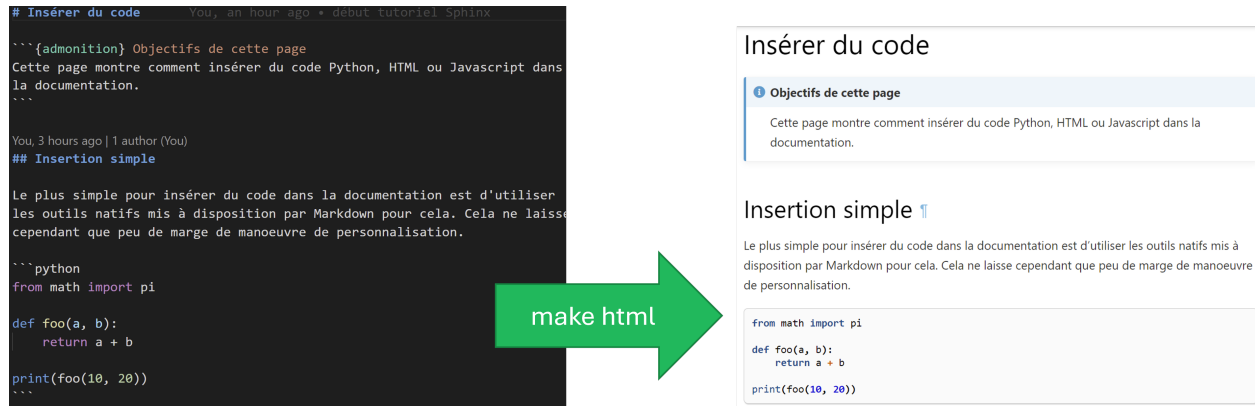 # Insérer du code You, an hour ago • début tutoriel Sphinx
```{admonition} Objectifs de cette page
Cette page montre comment insérer du code Python, HTML ou Javascript dans
la documentation.
```
You, 3 hours ago | 1 author (You)
## Insertion simple
Le plus simple pour insérer du code dans la documentation est d'utiliser
les outils natifs mis à disposition par Markdown pour cela. Cela ne laisse
cependant que peu de marge de manoeuvre de personnalisation.
```python
from math import pi
def foo(a, b):
    return a + b
print(foo(10, 20))
```
make html
Insérer du code
Objectifs de cette page
Cette page montre comment insérer du code Python, HTML ou Javascript dans la
documentation.
Insertion simple ¶
Le plus simple pour insérer du code dans la documentation est d'utiliser les outils natifs mis à
disposition par Markdown pour cela. Cela ne laisse cependant que peu de marge de manoeuvre
de personnalisation.
from math import pi
def foo(a, b):
    return a + b
print(foo(10, 20))